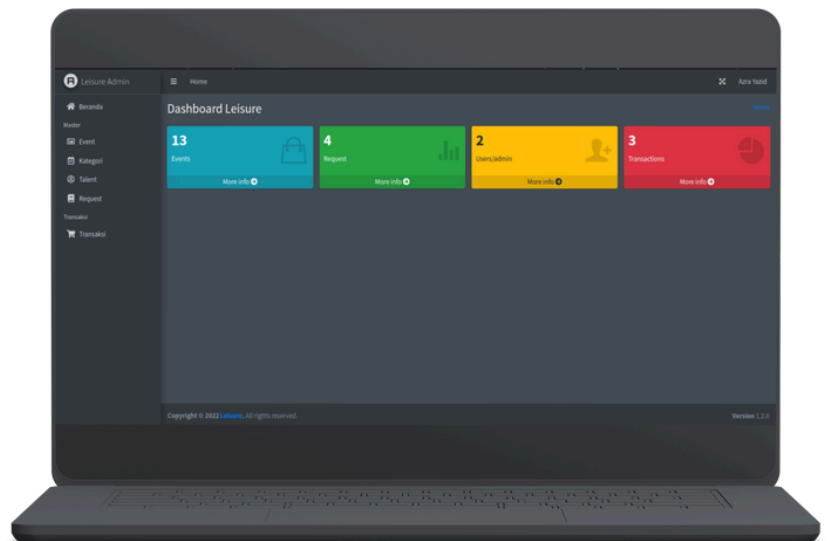 Leisure Admin
Home
Azra Yazid
Beranda
Master
Event
Kategori
Talent
Request
Transaksi
Transaksi
Dashboard Leisure
Home
13
Events
More info
4
Request
More info
2
Users/admin
More info
3
Transactions
More info
Copyright © 2022 Leisure. All rights reserved.
Version 1.2.0